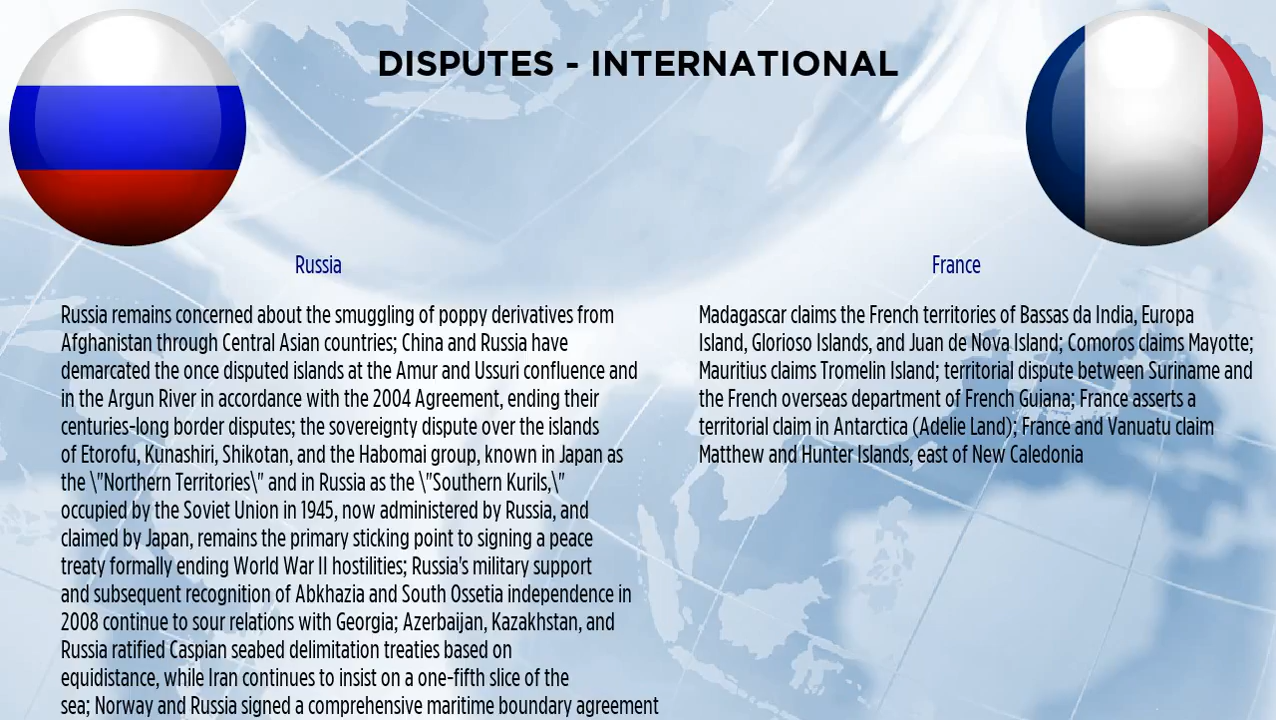 DISPUTES - INTERNATIONAL
Russia
Russia remains concerned about the smuggling of poppy derivatives from
Afghanistan through Central Asian countries; China and Russia have
demarcated the once disputed islands at the Amur and Ussuri confluence and
in the Argun River in accordance with the 2004 Agreement, ending their
centuries-long border disputes; the sovereignty dispute over the islands
of Etorofu, Kunashiri, Shikotan, and the Habomai group, known in Japan as
the \"Northern Territories\" and in Russia as the \"Southern Kurils,\"
occupied by the Soviet Union in 1945, now administered by Russia, and
claimed by Japan, remains the primary sticking point to signing a peace
treaty formally ending World War II hostilities; Russia's military support
and subsequent recognition of Abkhazia and South Ossetia independence in
2008 continue to sour relations with Georgia; Azerbaijan, Kazakhstan, and
Russia ratified Caspian seabed delimitation treaties based on
equidistance, while Iran continues to insist on a one-fifth slice of the
sea; Norway and Russia signed a comprehensive maritime boundary agreement
France
Madagascar claims the French territories of Bassas da India, Europa
Island, Glorioso Islands, and Juan de Nova Island; Comoros claims Mayotte;
Mauritius claims Tromelin Island; territorial dispute between Suriname and
the French overseas department of French Guiana; France asserts a
territorial claim in Antarctica (Adelie Land); France and Vanuatu claim
Matthew and Hunter Islands, east of New Caledonia